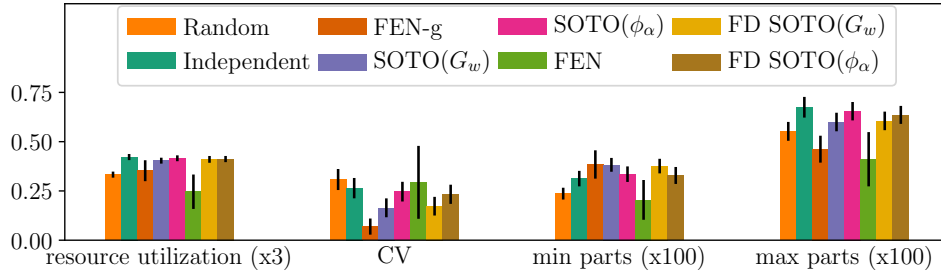 Random FEN-g SOTO(ϕα) FD SOTO(Gw)
Independent SOTO(Gw) FEN FD SOTO(ϕα)
0.75
0.50
0.25
0.00
resource utilization (x3) CV min parts (x100) max parts (x100)